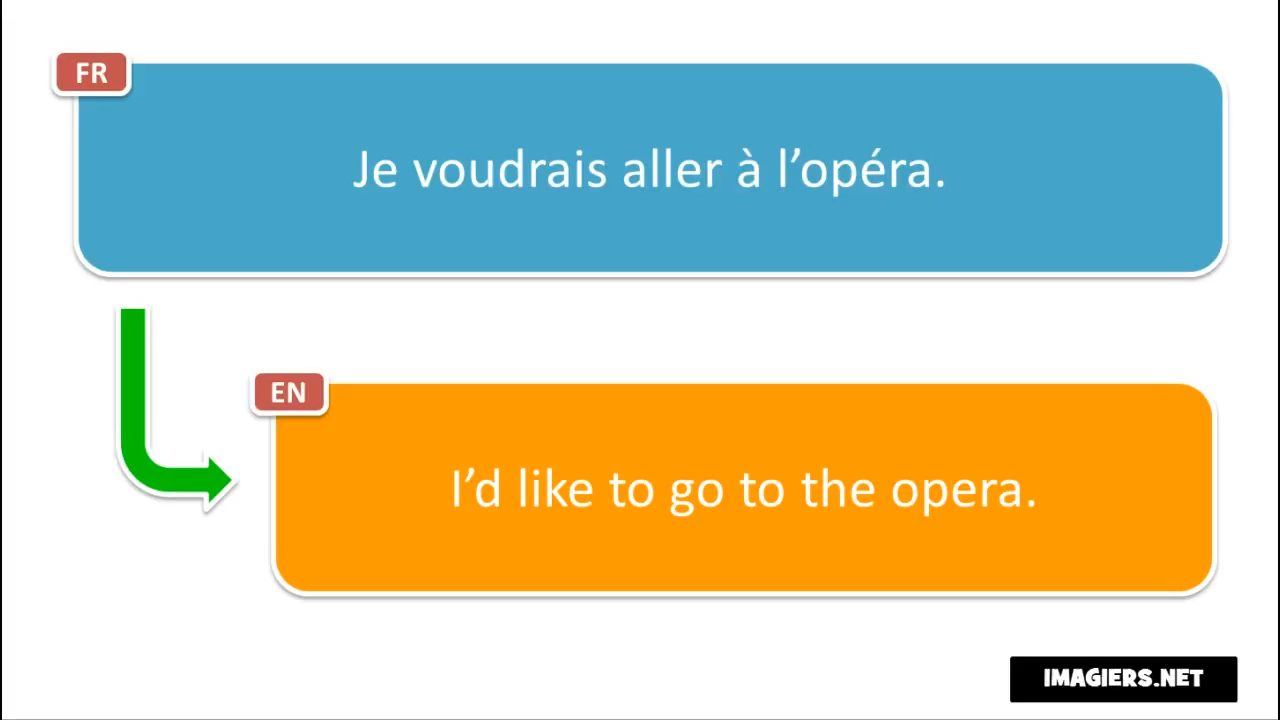 FR
Je voudrais aller à l’opéra.
EN
I’d like to go to the opera.
IMAGIERS.NET